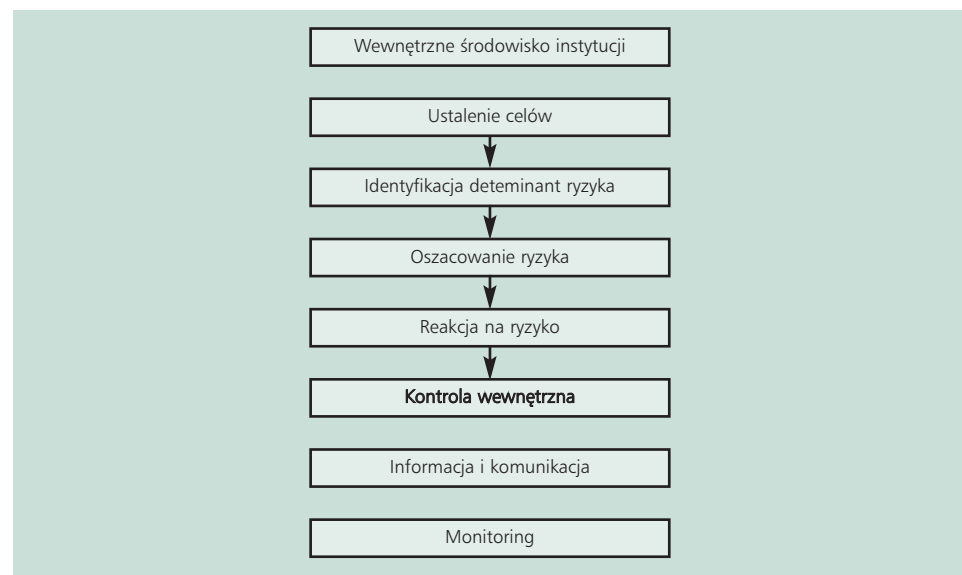 Wewnętrzne środowisko instytucji
Ustalenie celów
Identyfikacja deteminant ryzyka
Oszacowanie ryzyka
Reakcja na ryzyko
Kontrola wewnętrzna
Informacja i komunikacja
Monitoring